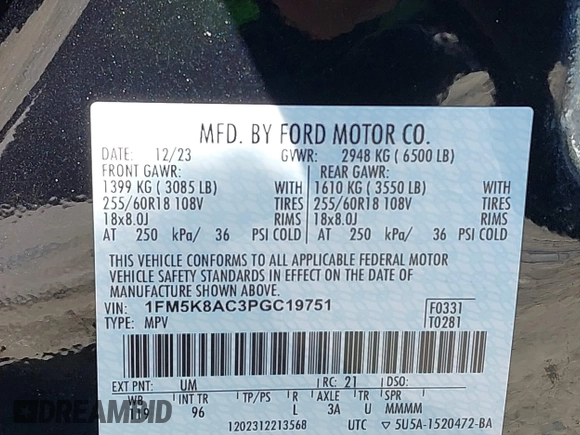 MFD. BY FORD MOTOR CO.
DATE: 12/23 GVWR: 2948 KG ( 6500 LB)
FRONT GAWR: REAR GAWR:
1399 KG ( 3085 LB) WITH 1610 KG ( 3550 LB) WITH
255/60R18 108V TIRES 255/60R18 108V TIRES
18x8.0J RIMS 18x8.0J RIMS
AT 250 kPa/ 36 PSI COLD AT 250 kPa/ 36 PSI COLD
THIS VEHICLE CONFORMS TO ALL APPLICABLE FEDERAL MOTOR
VEHICLE SAFETY STANDARDS IN EFFECT ON THE DATE OF
MANUFACTURE SHOWN ABOVE.
VIN: 1FM5K8AC3PGC19751 F0331
TYPE: MPV T0281
EXT PNT: UM RC: 21 DSO:
WB INT TR TP/PS R AXLE TR SPR
119 96 L 3A U MMMM
1202312213568 UTC ▽5U5A-1520472-BA
DREAMBID